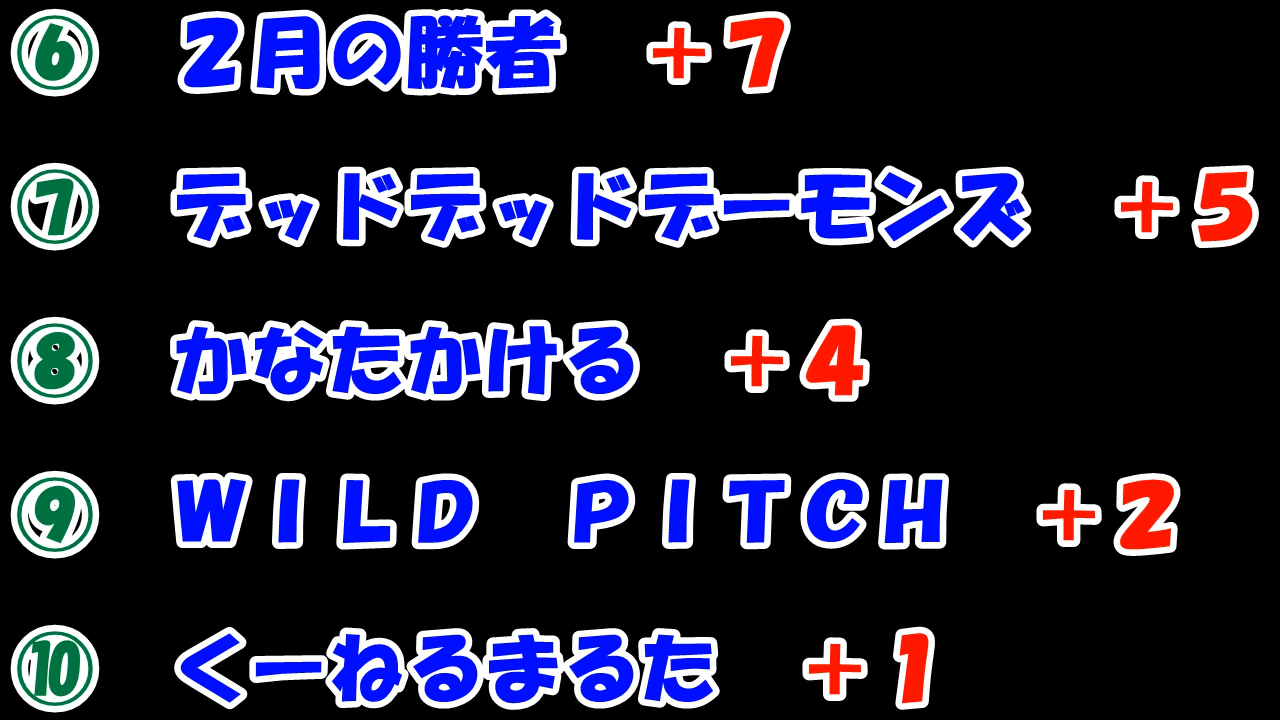 ⑥ 2月の勝者 +7
⑦ デッドデッドデーモンズ +5
⑧ かなたかける +4
⑨ WILD PITCH +2
⑩ くーねるまるた +1